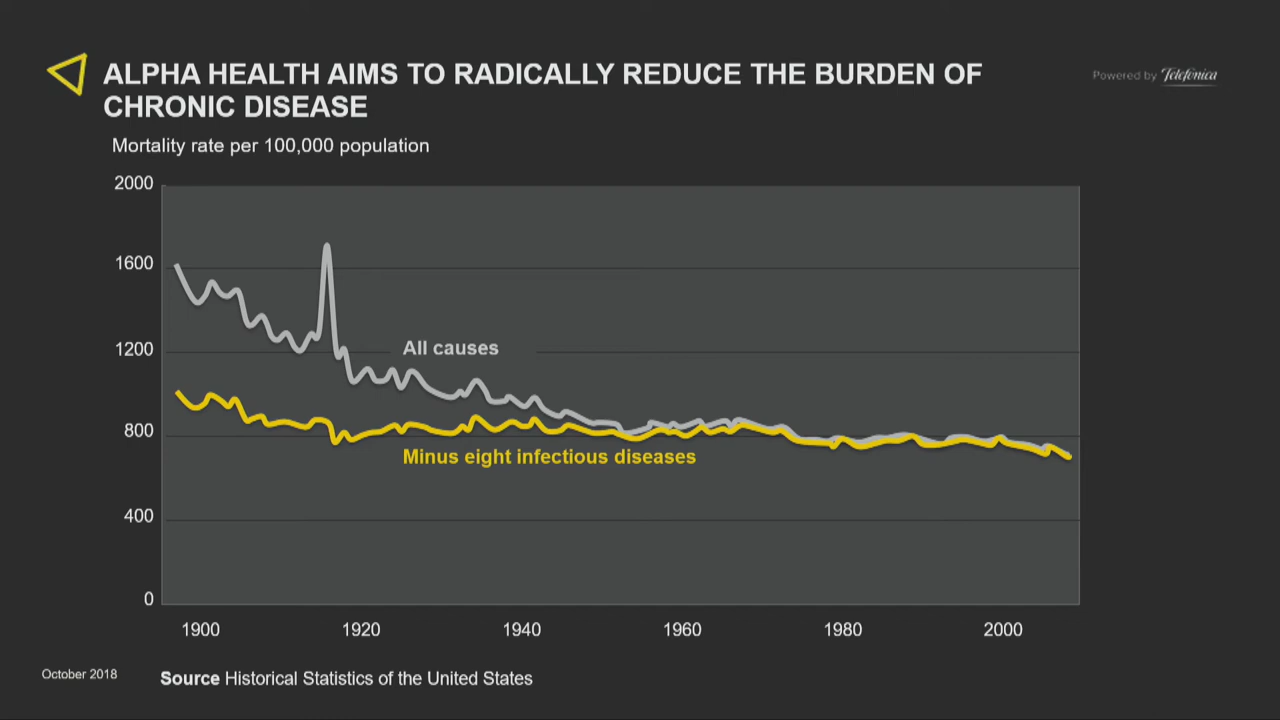 ALPHA HEALTH AIMS TO RADICALLY REDUCE THE BURDEN OF
CHRONIC DISEASE
Powered by Telefónica
Mortality rate per 100,000 population
2000
1600
1200
800
400
0
All causes
Minus eight infectious diseases
1900 1920 1940 1960 1980 2000
October 2018
Source Historical Statistics of the United States